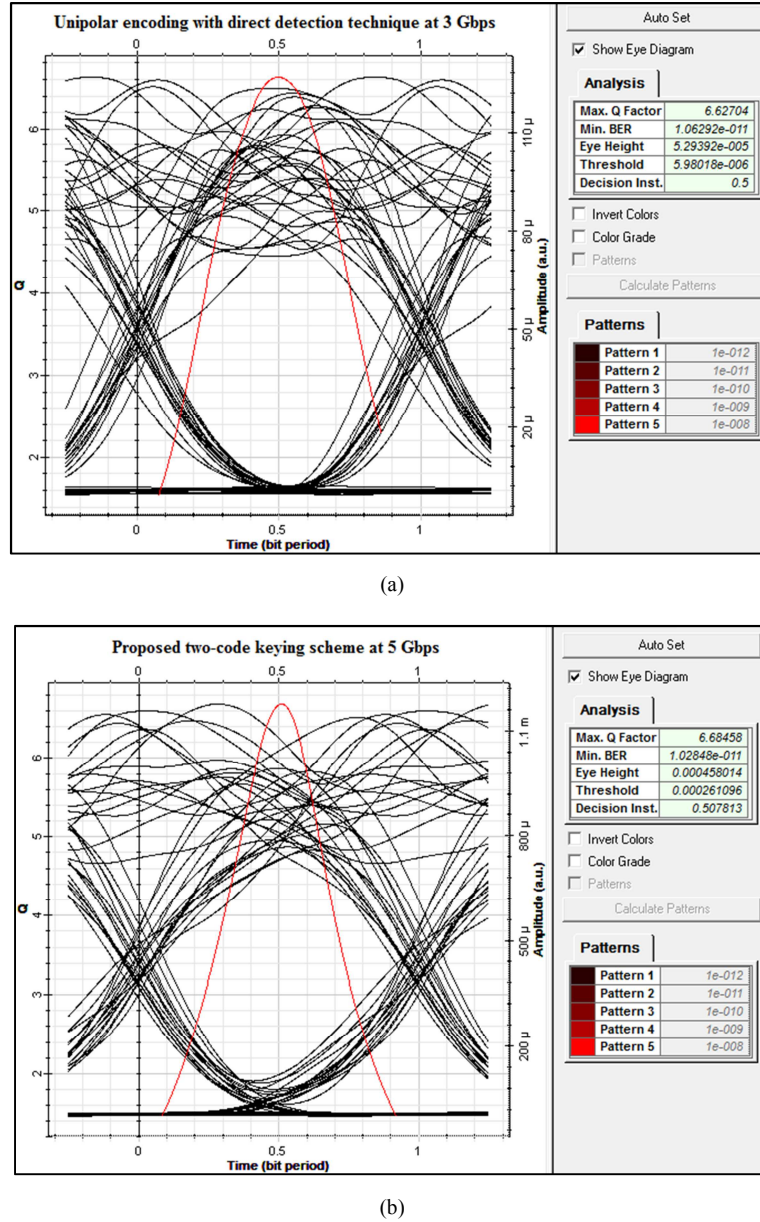 Unipolar encoding with direct detection technique at 3 Gbps
0 0.5 1
6
5
4
3
2
Q
110 µ
80 µ
50 µ
20 µ
Amplitude (a.u.)
0 0.5 1
Time (bit period)
Auto Set
Show Eye Diagram
Analysis
Max. Q Factor 6.62704
Min. BER 1.06292e-011
Eye Height 5.29392e-005
Threshold 5.98018e-006
Decision Inst. 0.5
Invert Colors
Color Grade
Patterns
Calculate Patterns
Patterns
Pattern 1 1e-012
Pattern 2 1e-011
Pattern 3 1e-010
Pattern 4 1e-009
Pattern 5 1e-008
(a)
Proposed two-code keying scheme at 5 Gbps
0 0.5 1
6
5
4
3
2
Q
1.1 m
800 µ
500 µ
200 µ
Amplitude (a.u.)
0 0.5 1
Time (bit period)
Auto Set
Show Eye Diagram
Analysis
Max. Q Factor 6.68458
Min. BER 1.02848e-011
Eye Height 0.000458014
Threshold 0.000261096
Decision Inst. 0.507813
Invert Colors
Color Grade
Patterns
Calculate Patterns
Patterns
Pattern 1 1e-012
Pattern 2 1e-011
Pattern 3 1e-010
Pattern 4 1e-009
Pattern 5 1e-008
(b)